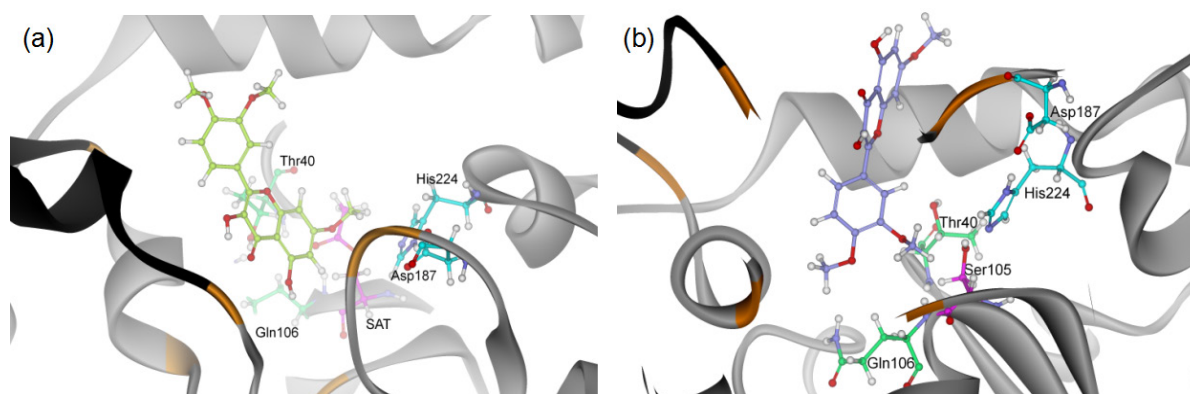 (a)
Thr40
His224
Asp187
Gln106
SAT
(b)
Asp187
His224
Thr40
Ser105
Gln106